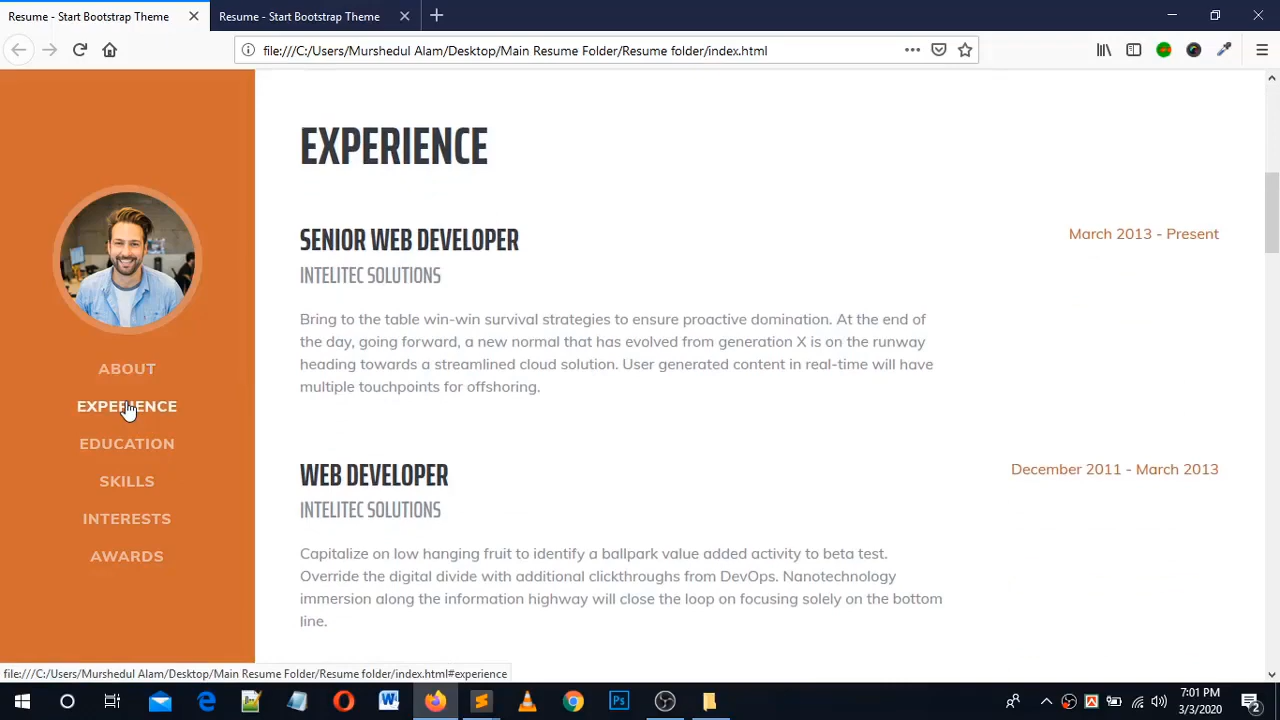 Resume - Start Bootstrap Theme
Resume - Start Bootstrap Theme
file:///C:/Users/Murshedul Alam/Desktop/Main Resume Folder/Resume folder/index.html
EXPERIENCE
SENIOR WEB DEVELOPER
March 2013 - Present
INTELITEC SOLUTIONS
Bring to the table win-win survival strategies to ensure proactive domination. At the end of
the day, going forward, a new normal that has evolved from generation X is on the runway
heading towards a streamlined cloud solution. User generated content in real-time will have
multiple touchpoints for offshoring.
ABOUT
EXPERIENCE
EDUCATION
SKILLS
INTERESTS
AWARDS
WEB DEVELOPER
December 2011 - March 2013
INTELITEC SOLUTIONS
Capitalize on low hanging fruit to identify a ballpark value added activity to beta test.
Override the digital divide with additional clickthroughs from DevOps. Nanotechnology
immersion along the information highway will close the loop on focusing solely on the bottom
line.
file:///C:/Users/Murshedul Alam/Desktop/Main Resume Folder/Resume folder/index.html#experience
W
Ps
7:01 PM
3/3/2020
2